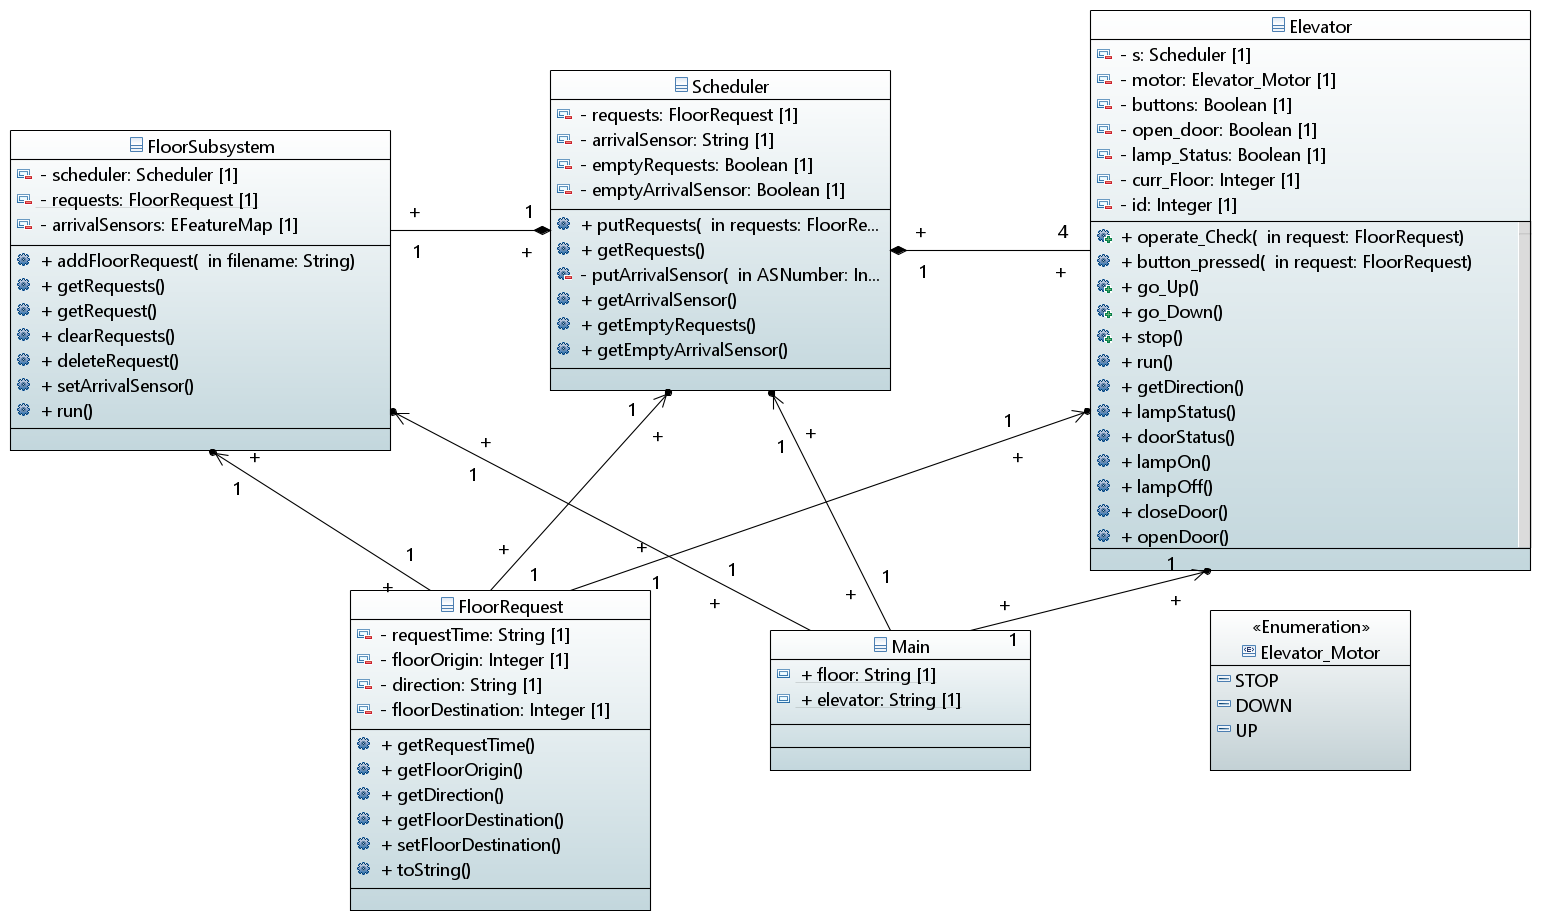 FloorSubsystem
- scheduler: Scheduler [1]
- requests: FloorRequest [1]
- arrivalSensors: EFeatureMap [1]
+ addFloorRequest( in filename: String)
+ getRequests()
+ getRequest()
+ clearRequests()
+ deleteRequest()
+ setArrivalSensor()
+ run()
+ 1
1 +
Scheduler
- requests: FloorRequest [1]
- arrivalSensor: String [1]
- emptyRequests: Boolean [1]
- emptyArrivalSensor: Boolean [1]
+ putRequests( in requests: FloorRe...
+ getRequests()
- putArrivalSensor( in ASNumber: In...
+ getArrivalSensor()
+ getEmptyRequests()
+ getEmptyArrivalSensor()
+ 4
1 +
Elevator
- s: Scheduler [1]
- motor: Elevator_Motor [1]
- buttons: Boolean [1]
- open_door: Boolean [1]
- lamp_Status: Boolean [1]
- curr_Floor: Integer [1]
- id: Integer [1]
+ operate_Check( in request: FloorRequest)
+ button_pressed( in request: FloorRequest)
+ go_Up()
+ go_Down()
+ stop()
+ run()
+ getDirection()
+ lampStatus()
+ doorStatus()
+ lampOn()
+ lampOff()
+ closeDoor()
+ openDoor()
1
+
1
+
1
+
+
1
+
1
+
1
1
+
+
1
+
1
1
+
1
+
1
+
+
1
FloorRequest
- requestTime: String [1]
- floorOrigin: Integer [1]
- direction: String [1]
- floorDestination: Integer [1]
+ getRequestTime()
+ getFloorOrigin()
+ getDirection()
+ getFloorDestination()
+ setFloorDestination()
+ toString()
Main
+ floor: String [1]
+ elevator: String [1]
«Enumeration»
Elevator_Motor
STOP
DOWN
UP